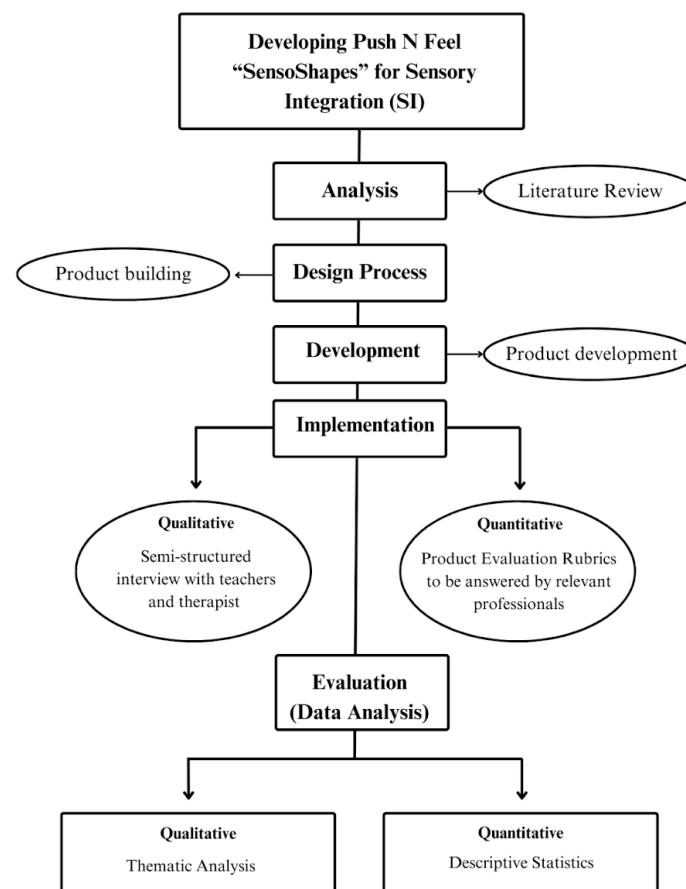 Developing Push N Feel
“SensoShapes” for Sensory
Integration (SI)
Analysis
Literature Review
Product building
Design Process
Development
Product development
Implementation
Qualitative
Semi-structured
interview with teachers
and therapist
Quantitative
Product Evaluation Rubrics
to be answered by relevant
professionals
Evaluation
(Data Analysis)
Qualitative
Thematic Analysis
Quantitative
Descriptive Statistics